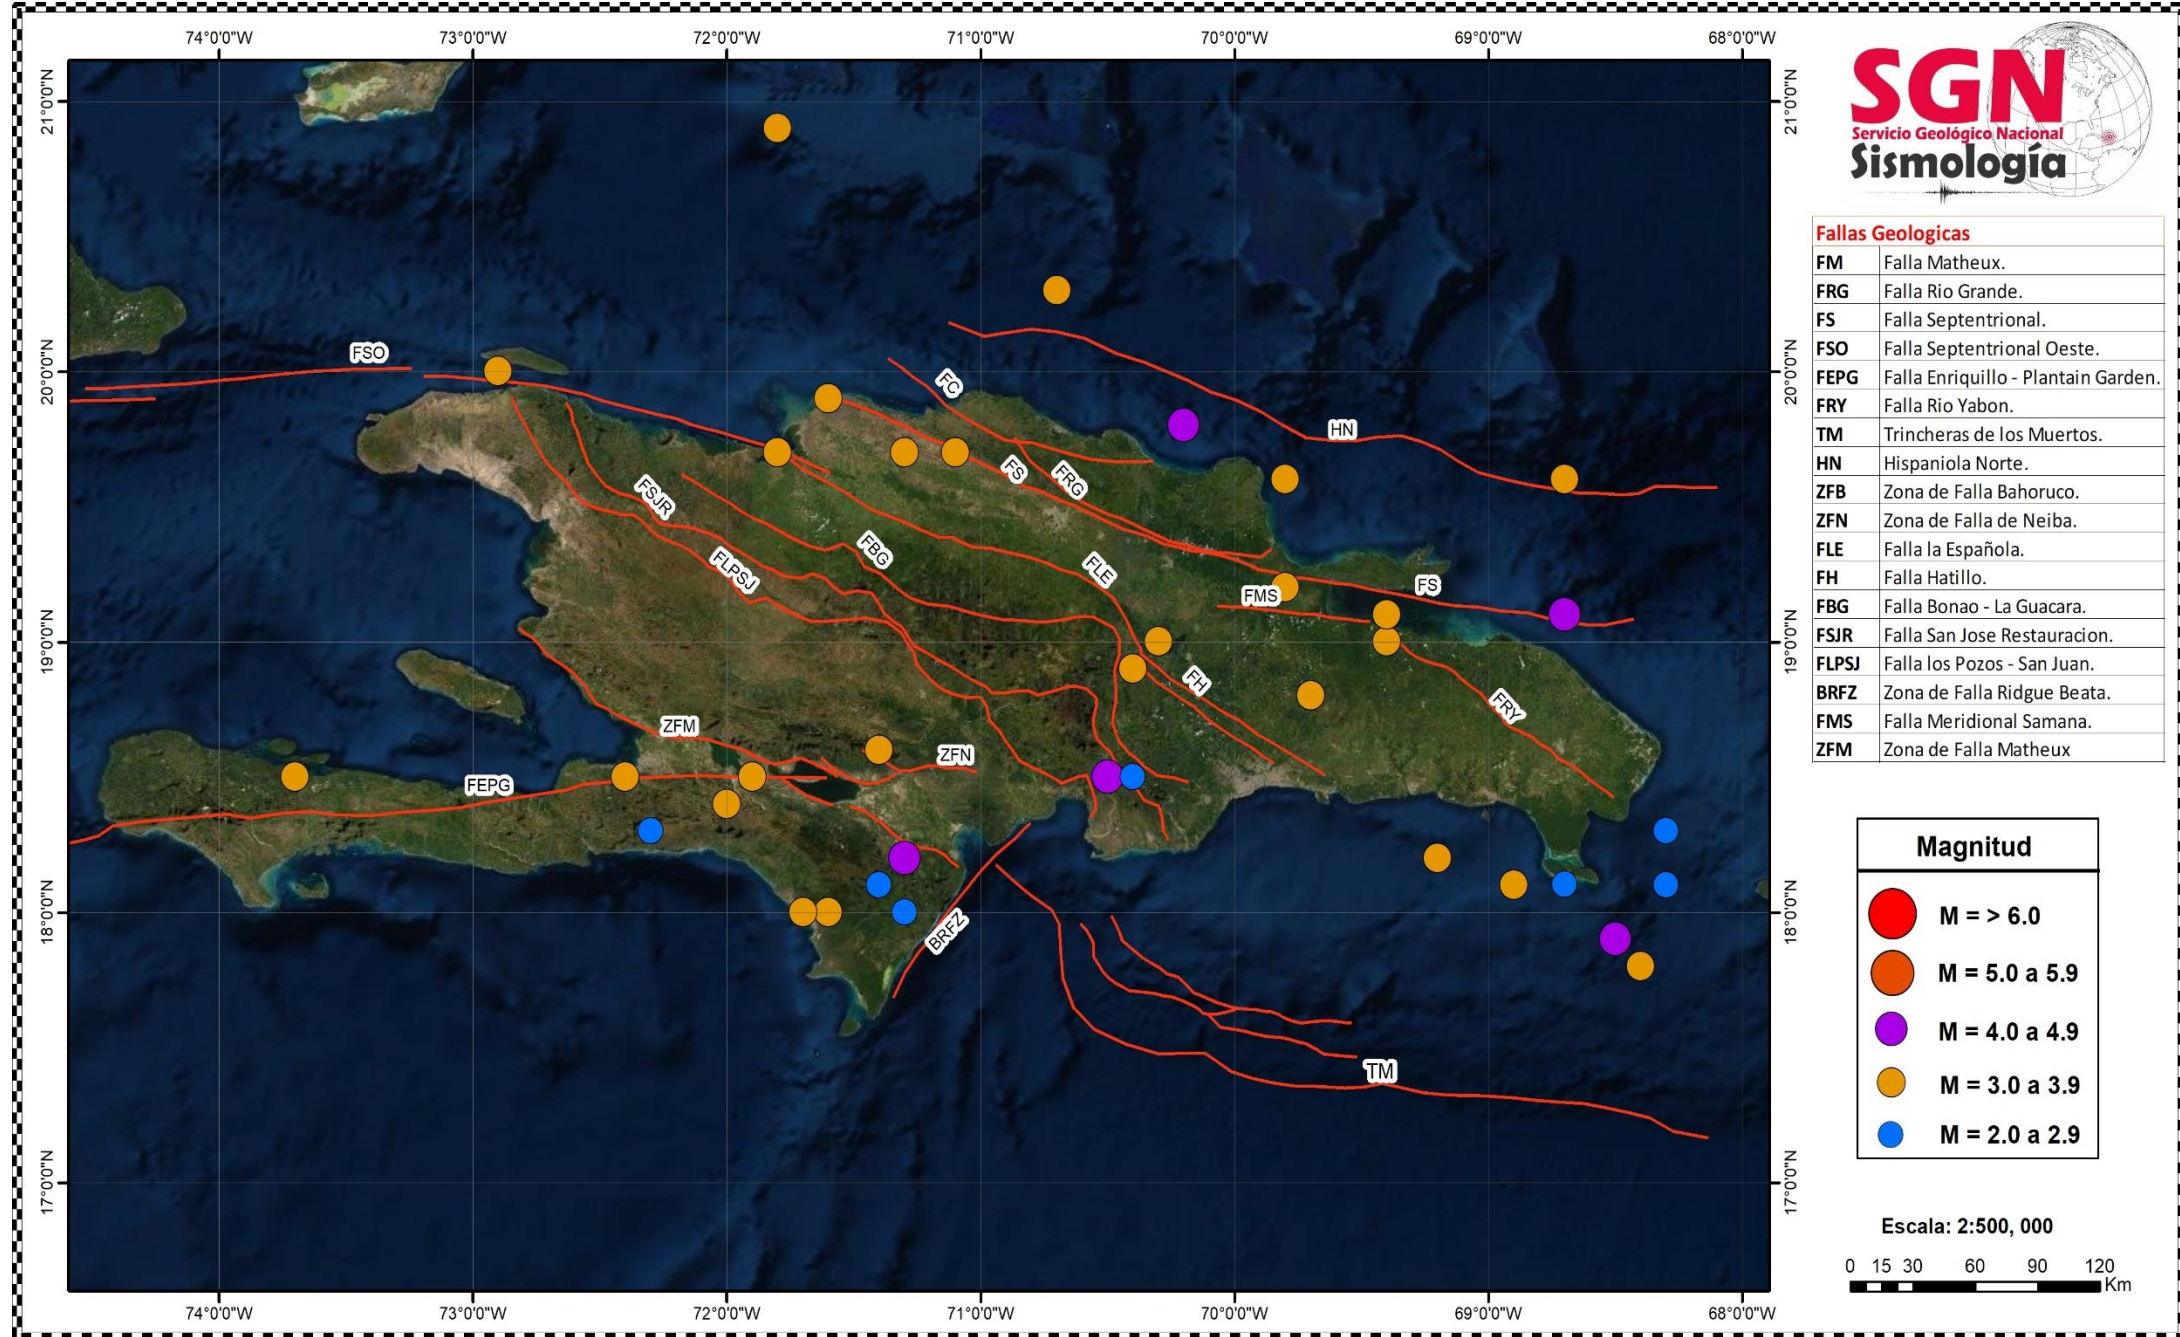 74°0'0"W 73°0'0"W 72°0'0"W 71°0'0"W 70°0'0"W 69°0'0"W 68°0'0"W
21°0'0"N
20°0'0"N
19°0'0"N
18°0'0"N
17°0'0"N
FSO
FC
HN
FS
FRG
FSJR
FBG
FLPSJ
FLE
FMS
FS
FH
FRY
ZFM
ZFN
FEPG
BRFZ
TM
21°0'0"N
20°0'0"N
19°0'0"N
18°0'0"N
17°0'0"N
74°0'0"W 73°0'0"W 72°0'0"W 71°0'0"W 70°0'0"W 69°0'0"W 68°0'0"W
SGN
Servicio Geológico Nacional
Sismología
Fallas Geologicas
FM Falla Matheux.
FRG Falla Rio Grande.
FS Falla Septentrional.
FSO Falla Septentrional Oeste.
FEPG Falla Enriquillo - Plantain Garden.
FRY Falla Rio Yabon.
TM Trincheras de los Muertos.
HN Hispaniola Norte.
ZFB Zona de Falla Bahoruco.
ZFN Zona de Falla de Neiba.
FLE Falla la Española.
FH Falla Hatillo.
FBG Falla Bonao - La Guacara.
FSJR Falla San Jose Restauracion.
FLPSJ Falla los Pozos - San Juan.
BRFZ Zona de Falla Ridgue Beata.
FMS Falla Meridional Samana.
ZFM Zona de Falla Matheux
Magnitud
M = > 6.0
M = 5.0 a 5.9
M = 4.0 a 4.9
M = 3.0 a 3.9
M = 2.0 a 2.9
Escala: 2:500, 000
0 15 30 60 90 120
Km